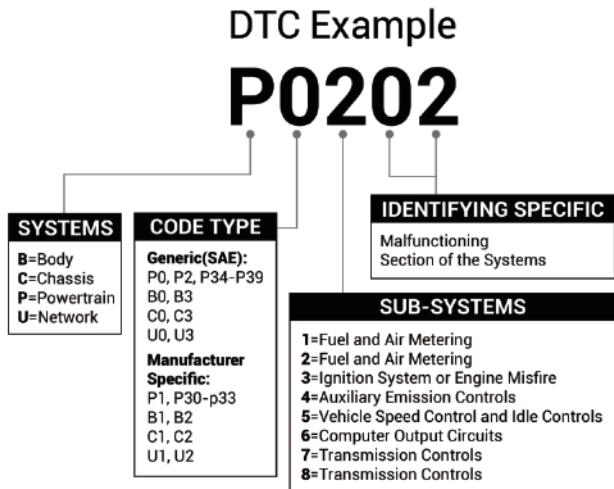 DTC Example
P0202
SYSTEMS
B=Body
C=Chassis
P=Powertrain
U=Network
CODE TYPE
Generic(SAE):
P0, P2, P34-P39
B0, B3
C0, C3
U0, U3
Manufacturer
Specific:
P1, P30-p33
B1, B2
C1, C2
U1, U2
IDENTIFYING SPECIFIC
Malfunctioning
Section of the Systems
SUB-SYSTEMS
1=Fuel and Air Metering
2=Fuel and Air Metering
3=Ignition System or Engine Misfire
4=Auxiliary Emission Controls
5=Vehicle Speed Control and Idle Controls
6=Computer Output Circuits
7=Transmission Controls
8=Transmission Controls